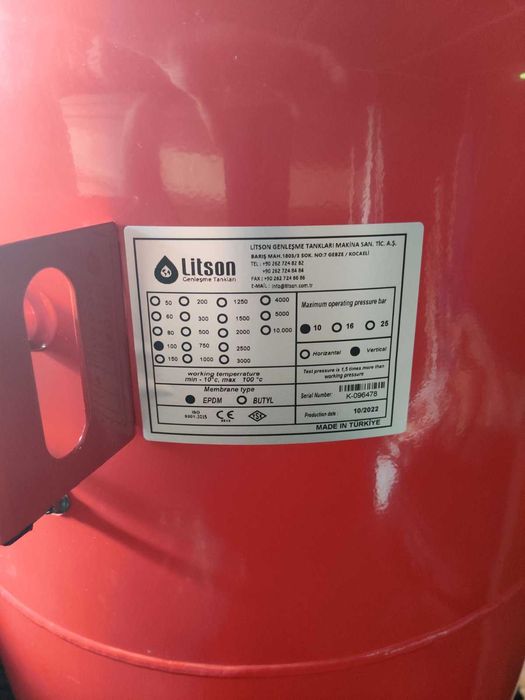 Litson
Genleşme Tankları
LİTSON GENLEŞME TANKLARI MAKİNA SAN. TİC. A.Ş.
BARIŞ MAH.1803/3 SOK. NO:7 GEBZE / KOCAELİ
TEL : +90 262 724 82 82
+90 262 724 84 84
FAX : +90 262 724 86 86
E-MAIL : info@litson.com.tr
50 200 1250 4000
60 300 1500 5000
80 500 2000 10.000
100 750 2500
150 1000 3000
Maximum operating pressure bar
10 16 25
Horizontal Vertical
working temperrature
min - 10°c, max 100 °c
Test pressure is 1,5 times more than
working pressure
Membrane type
EPDM BUTYL
Serial Number:
K-096478
ISO
9001:2015
CE
TSE
Production date : 10/2022
MADE IN TÜRKİYE